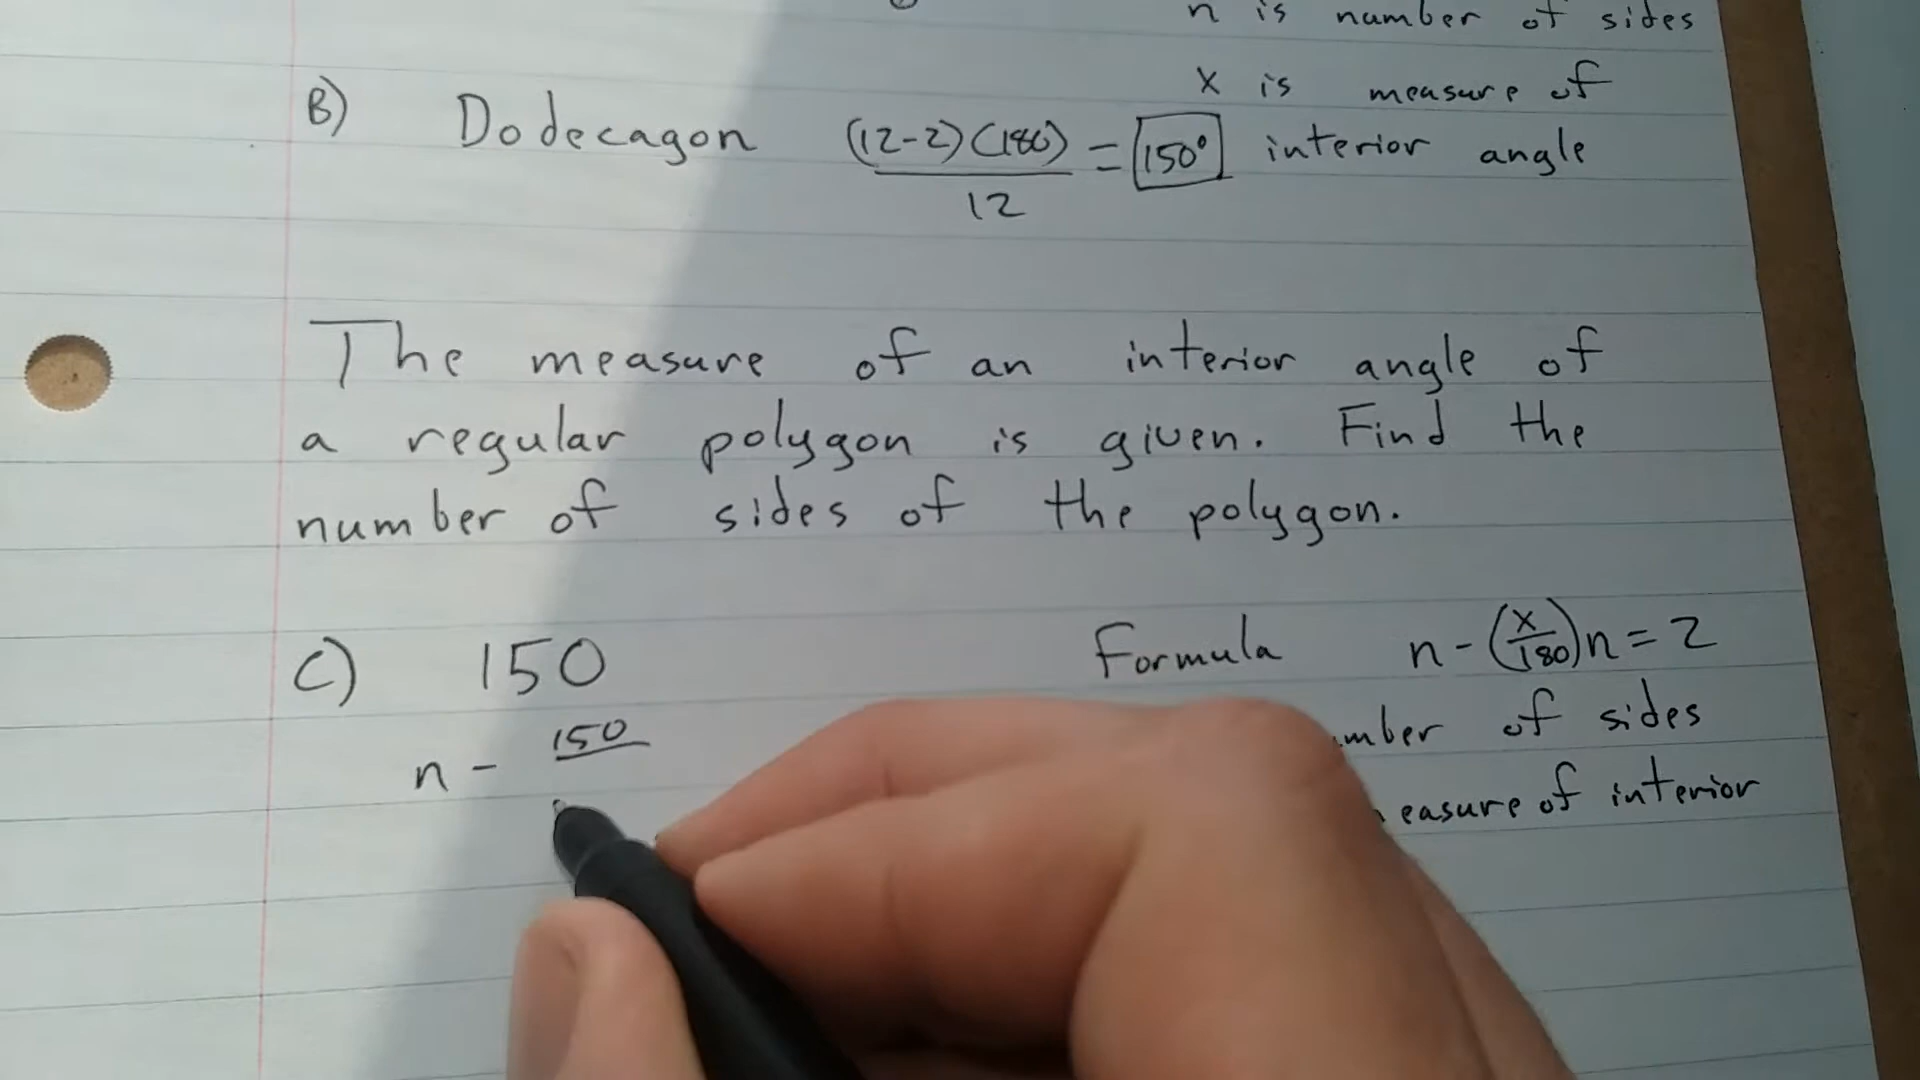 n is number of sides
x is measure of
B) Dodecagon (12-2)(180)/12 = 150° interior angle
The measure of an interior angle of
a regular polygon is given. Find the
number of sides of the polygon.
C) 150 Formula n - (x/180)n = 2
of sides
n - 150
of interior